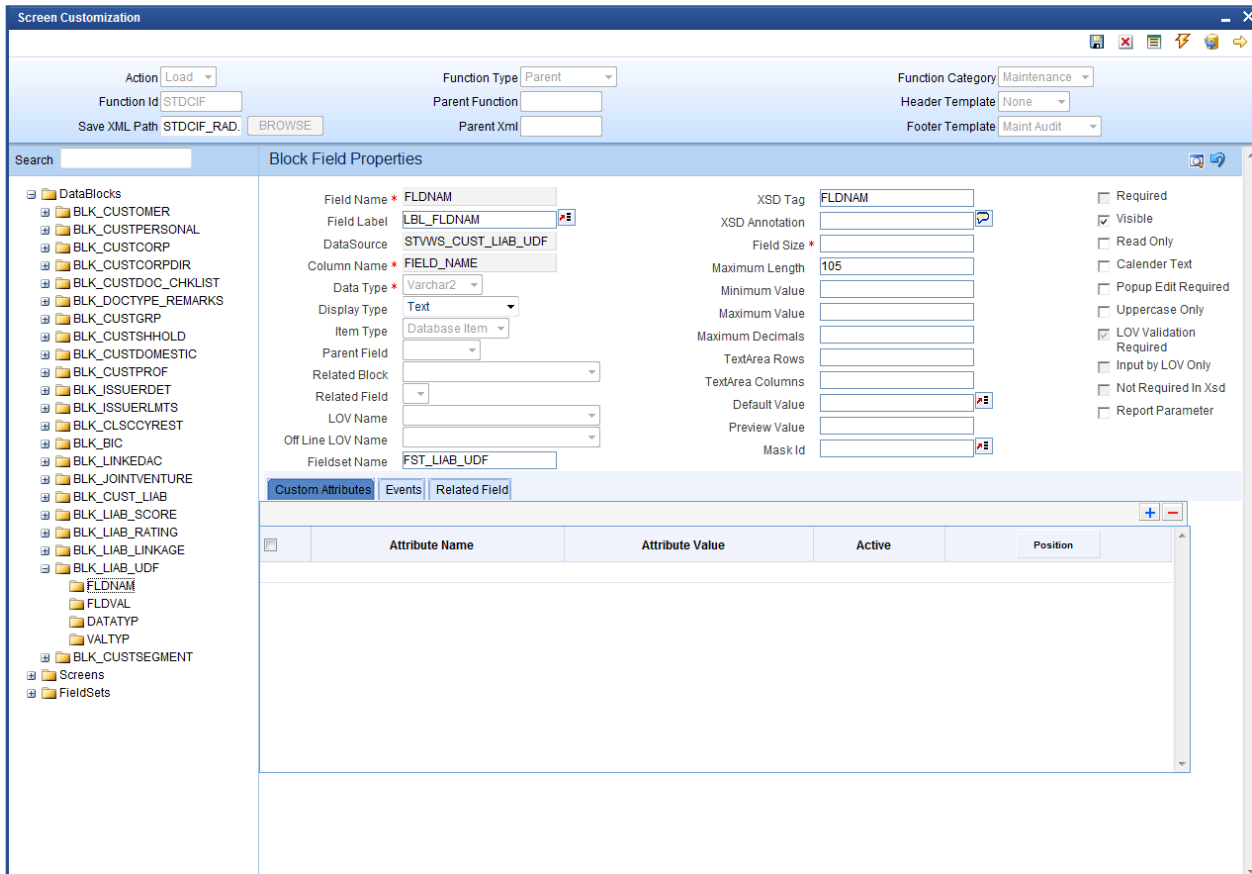 Screen Customization
Action Load Function Type Parent Function Category Maintenance
Function Id STDCIF Parent Function Header Template None
Save XML Path STDCIF_RAD. BROWSE Parent Xml Footer Template Maint Audit
Search
DataBlocks
BLK_CUSTOMER
BLK_CUSTPERSONAL
BLK_CUSTCORP
BLK_CUSTCORPDIR
BLK_CUSTDOC_CHKLIST
BLK_DOCTYPE_REMARKS
BLK_CUSTGRP
BLK_CUSTSHHOLD
BLK_CUSTDOMESTIC
BLK_CUSTPROF
BLK_ISSUERDET
BLK_ISSUERLMTS
BLK_CLSCCYREST
BLK_BIC
BLK_LINKEDAC
BLK_JOINTVENTURE
BLK_CUST_LIAB
BLK_LIAB_SCORE
BLK_LIAB_RATING
BLK_LIAB_LINKAGE
BLK_LIAB_UDF
FLDNAM
FLDVAL
DATATYP
VALTYP
BLK_CUSTSEGMENT
Screens
FieldSets
Block Field Properties
Field Name * FLDNAM
Field Label LBL_FLDNAM
DataSource STVWS_CUST_LIAB_UDF
Column Name * FIELD_NAME
Data Type * Varchar2
Display Type Text
Item Type Database Item
Parent Field
Related Block
Related Field
LOV Name
Off Line LOV Name
Fieldset Name FST_LIAB_UDF
XSD Tag FLDNAM
XSD Annotation
Field Size *
Maximum Length 105
Minimum Value
Maximum Value
Maximum Decimals
TextArea Rows
TextArea Columns
Default Value
Preview Value
Mask Id
Required
Visible
Read Only
Calender Text
Popup Edit Required
Uppercase Only
LOV Validation
Required
Input by LOV Only
Not Required In Xsd
Report Parameter
Custom Attributes Events Related Field
Attribute Name Attribute Value Active Position